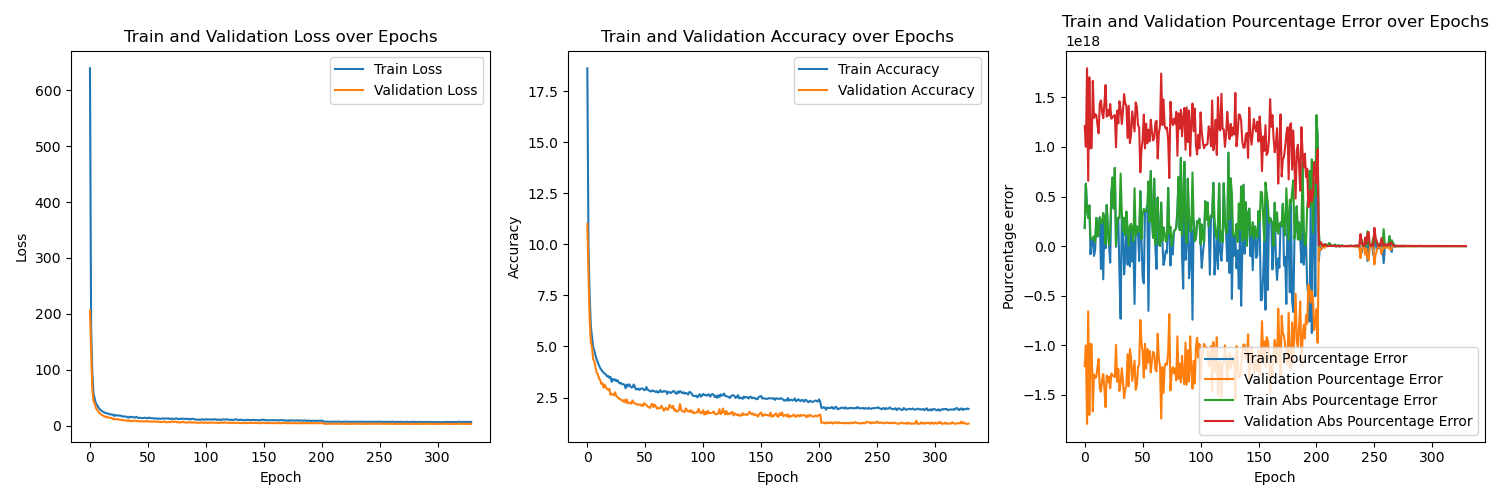 Train and Validation Loss over Epochs
Train Loss
Validation Loss
600
500
400
300
200
100
0
0 50 100 150 200 250 300
Loss
Epoch
Train and Validation Accuracy over Epochs
Train Accuracy
Validation Accuracy
17.5
15.0
12.5
10.0
7.5
5.0
2.5
0 50 100 150 200 250 300
Accuracy
Epoch
Train and Validation Pourcentage Error over Epochs
1e18
1.5
1.0
0.5
0.0
−0.5
−1.0
−1.5
Train Pourcentage Error
Validation Pourcentage Error
Train Abs Pourcentage Error
Validation Abs Pourcentage Error
0 50 100 150 200 250 300
Pourcentage error
Epoch